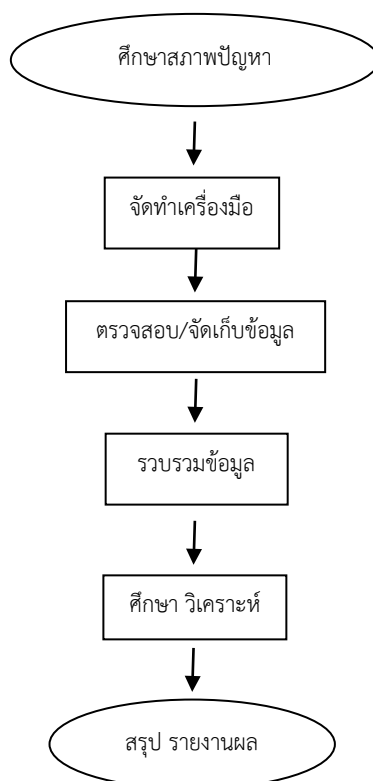 ศึกษาสภาพปัญหา
จัดทำเครื่องมือ
ตรวจสอบ/จัดเก็บข้อมูล
รวบรวมข้อมูล
ศึกษา วิเคราะห์
สรุป รายงานผล